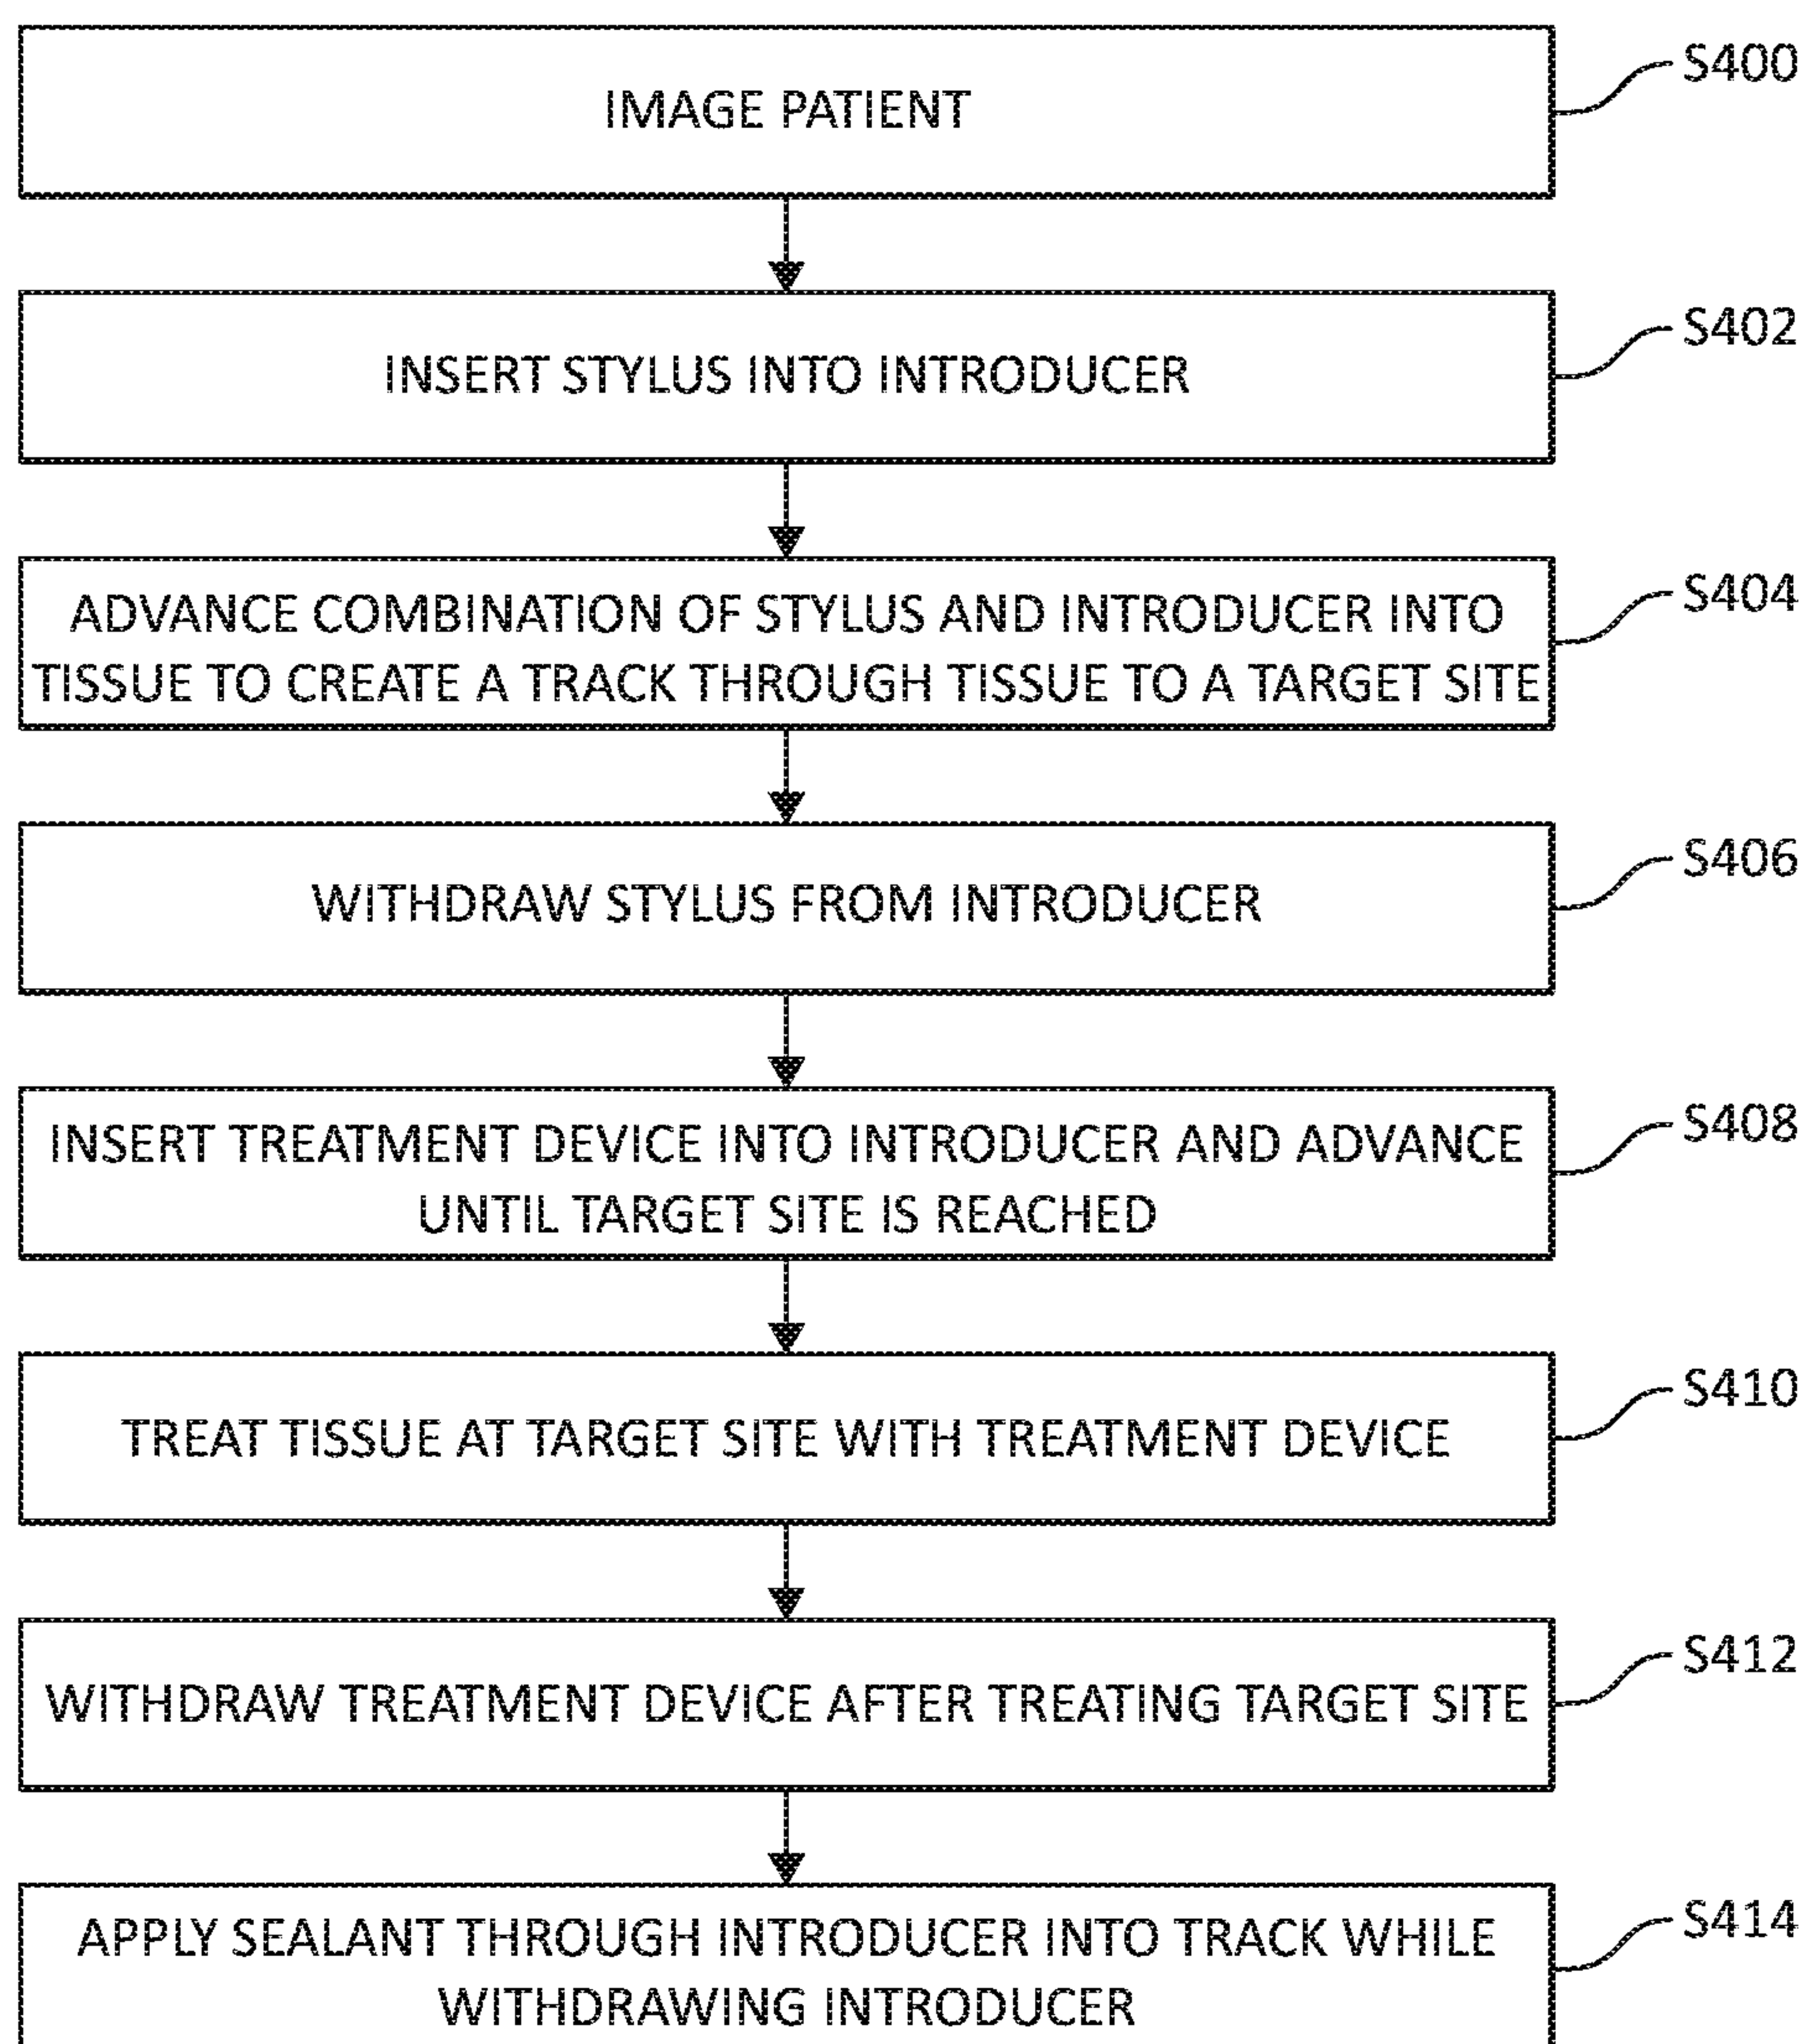 IMAGE PATIENT
S400
INSERT STYLUS INTO INTRODUCER
S402
ADVANCE COMBINATION OF STYLUS AND INTRODUCER INTO
TISSUE TO CREATE A TRACK THROUGH TISSUE TO A TARGET SITE
S404
WITHDRAW STYLUS FROM INTRODUCER
S406
INSERT TREATMENT DEVICE INTO INTRODUCER AND ADVANCE
UNTIL TARGET SITE IS REACHED
S408
TREAT TISSUE AT TARGET SITE WITH TREATMENT DEVICE
S410
WITHDRAW TREATMENT DEVICE AFTER TREATING TARGET SITE
S412
APPLY SEALANT THROUGH INTRODUCER INTO TRACK WHILE
WITHDRAWING INTRODUCER
S414